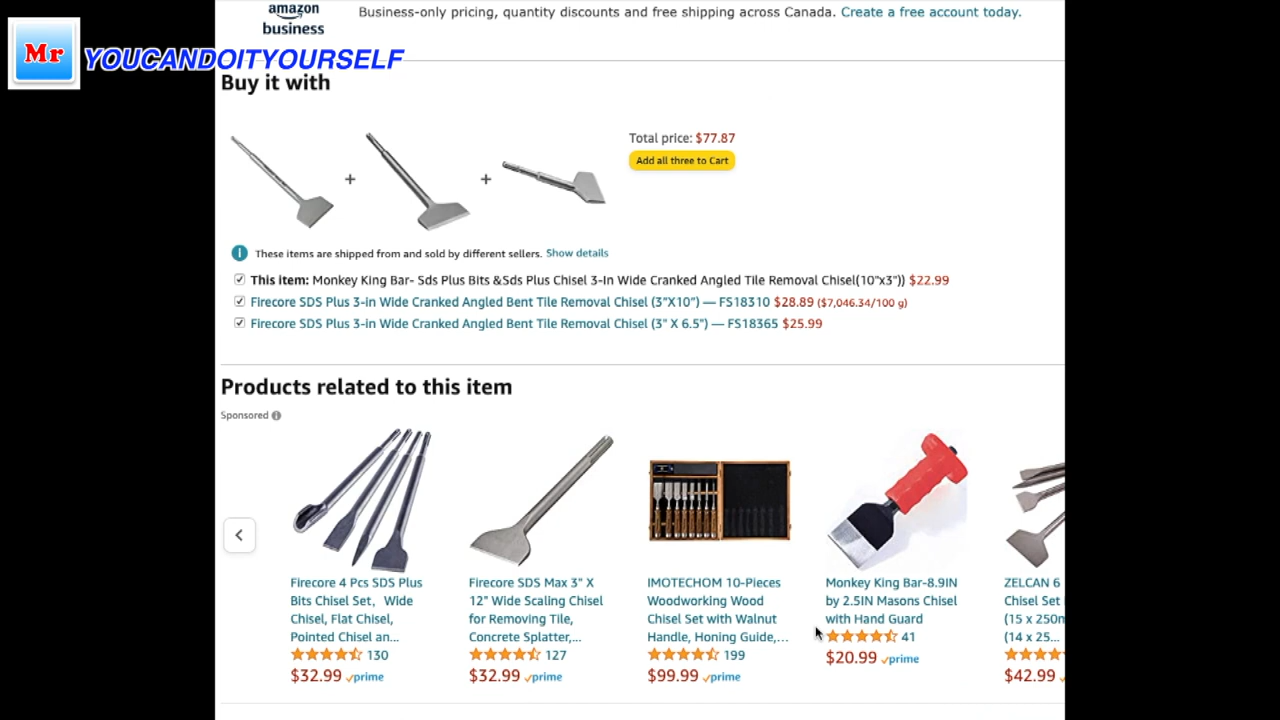 amazon
business
Business-only pricing, quantity discounts and free shipping across Canada. Create a free account today.
Mr YOUCANDOITYOURSELF
Buy it with
Total price: $77.87
Add all three to Cart
+
+
These items are shipped from and sold by different sellers. Show details
This item: Monkey King Bar- Sds Plus Bits &Sds Plus Chisel 3-In Wide Cranked Angled Tile Removal Chisel(10"x3")) $22.99
Firecore SDS Plus 3-in Wide Cranked Angled Bent Tile Removal Chisel (3"X10") — FS18310 $28.89 ($7,046.34/100 g)
Firecore SDS Plus 3-in Wide Cranked Angled Bent Tile Removal Chisel (3" X 6.5") — FS18365 $25.99
Products related to this item
Sponsored
Firecore 4 Pcs SDS Plus
Bits Chisel Set, Wide
Chisel, Flat Chisel,
Pointed Chisel an...
130
$32.99 prime
Firecore SDS Max 3" X
12" Wide Scaling Chisel
for Removing Tile,
Concrete Splatter,...
127
$32.99 prime
IMOTECHOM 10-Pieces
Woodworking Wood
Chisel Set with Walnut
Handle, Honing Guide,...
199
$99.99 prime
Monkey King Bar-8.9IN
by 2.5IN Masons Chisel
with Hand Guard
41
$20.99 prime
ZELCAN 6
Chisel Set
(15 x 250m
(14 x 25...
$42.99